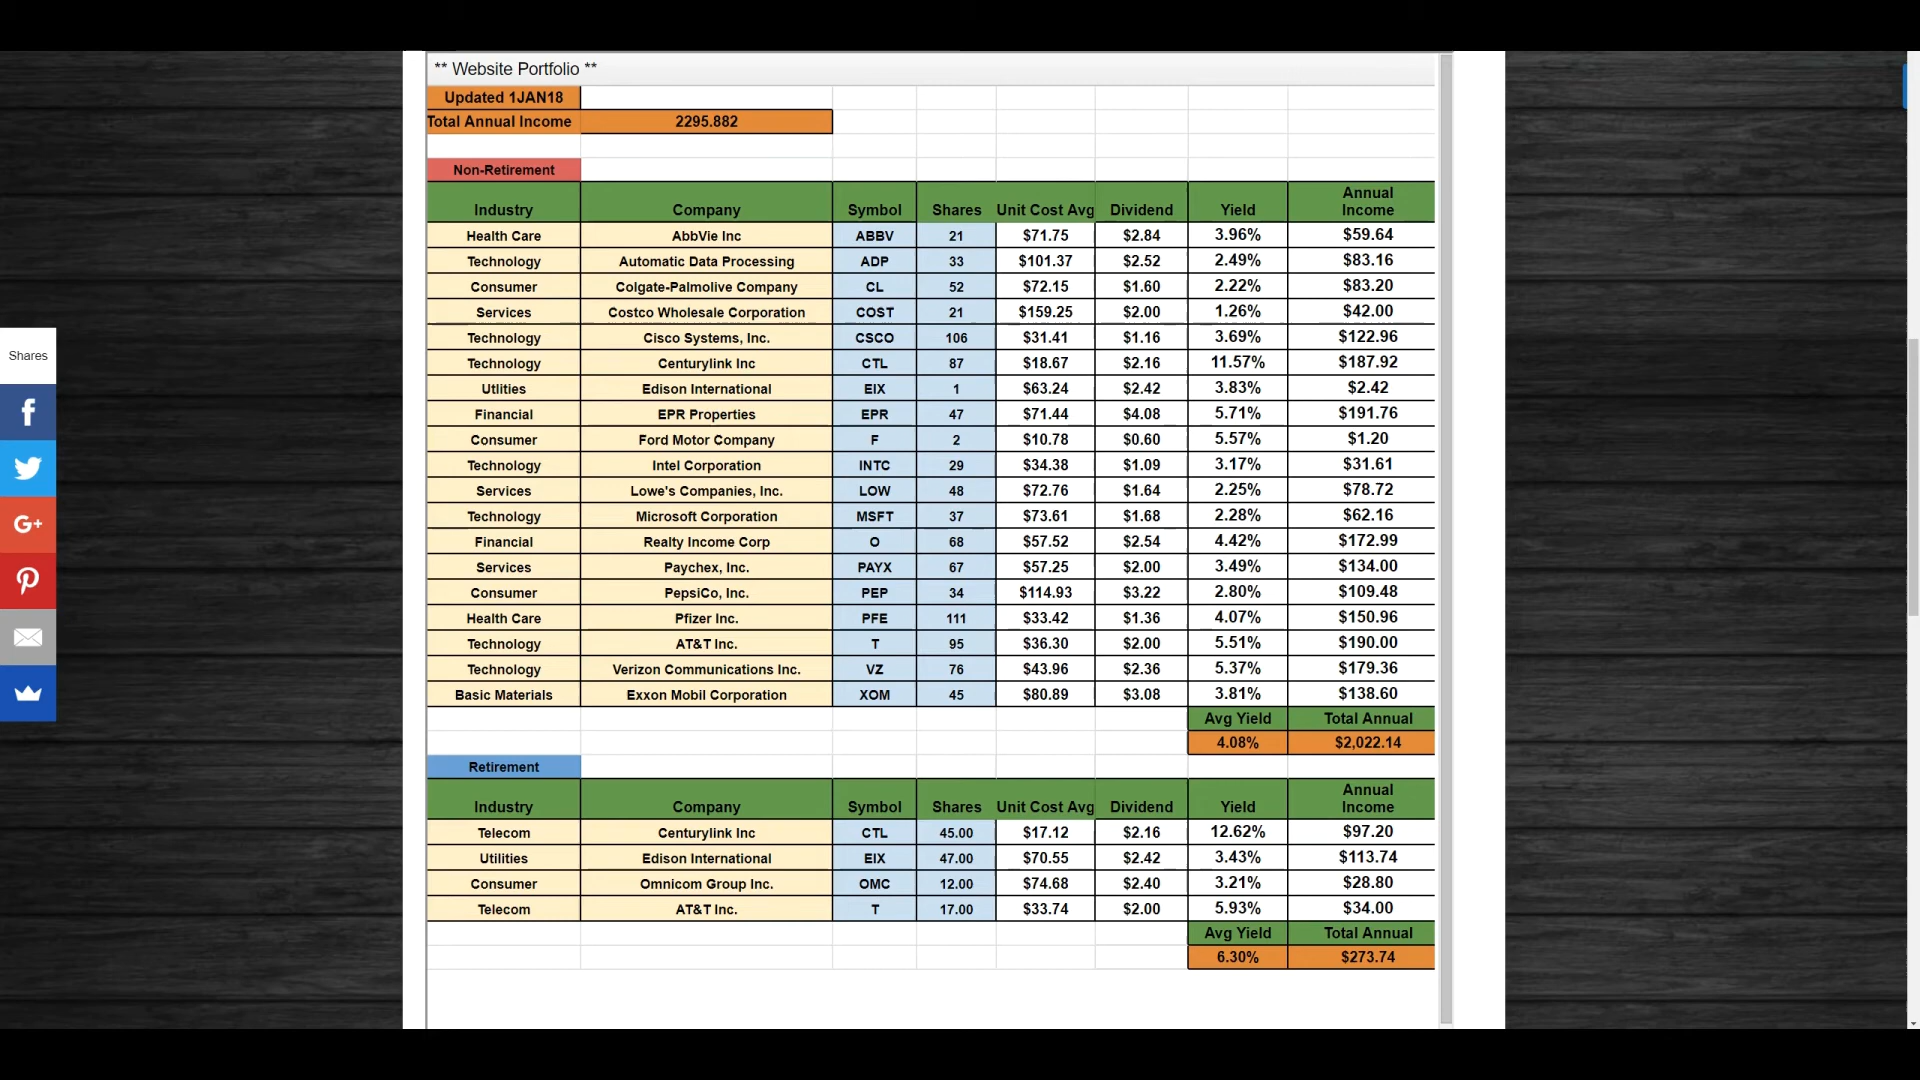 ** Website Portfolio **
Updated 1JAN18
Total Annual Income 2295.882
Non-Retirement
Industry Company Symbol Shares Unit Cost Avg Dividend Yield Annual Income
Health Care AbbVie Inc ABBV 21 $71.75 $2.84 3.96% $59.64
Technology Automatic Data Processing ADP 33 $101.37 $2.52 2.49% $83.16
Consumer Colgate-Palmolive Company CL 52 $72.15 $1.60 2.22% $83.20
Services Costco Wholesale Corporation COST 21 $159.25 $2.00 1.26% $42.00
Technology Cisco Systems, Inc. CSCO 106 $31.41 $1.16 3.69% $122.96
Technology Centurylink Inc CTL 87 $18.67 $2.16 11.57% $187.92
Utlities Edison International EIX 1 $63.24 $2.42 3.83% $2.42
Financial EPR Properties EPR 47 $71.44 $4.08 5.71% $191.76
Consumer Ford Motor Company F 2 $10.78 $0.60 5.57% $1.20
Technology Intel Corporation INTC 29 $34.38 $1.09 3.17% $31.61
Services Lowe's Companies, Inc. LOW 48 $72.76 $1.64 2.25% $78.72
Technology Microsoft Corporation MSFT 37 $73.61 $1.68 2.28% $62.16
Financial Realty Income Corp O 68 $57.52 $2.54 4.42% $172.99
Services Paychex, Inc. PAYX 67 $57.25 $2.00 3.49% $134.00
Consumer PepsiCo, Inc. PEP 34 $114.93 $3.22 2.80% $109.48
Health Care Pfizer Inc. PFE 111 $33.42 $1.36 4.07% $150.96
Technology AT&T Inc. T 95 $36.30 $2.00 5.51% $190.00
Technology Verizon Communications Inc. VZ 76 $43.96 $2.36 5.37% $179.36
Basic Materials Exxon Mobil Corporation XOM 45 $80.89 $3.08 3.81% $138.60
Avg Yield Total Annual
4.08% $2,022.14
Retirement
Industry Company Symbol Shares Unit Cost Avg Dividend Yield Annual Income
Telecom Centurylink Inc CTL 45.00 $17.12 $2.16 12.62% $97.20
Utilities Edison International EIX 47.00 $70.55 $2.42 3.43% $113.74
Consumer Omnicom Group Inc. OMC 12.00 $74.68 $2.40 3.21% $28.80
Telecom AT&T Inc. T 17.00 $33.74 $2.00 5.93% $34.00
Avg Yield Total Annual
6.30% $273.74
Shares
f
G+